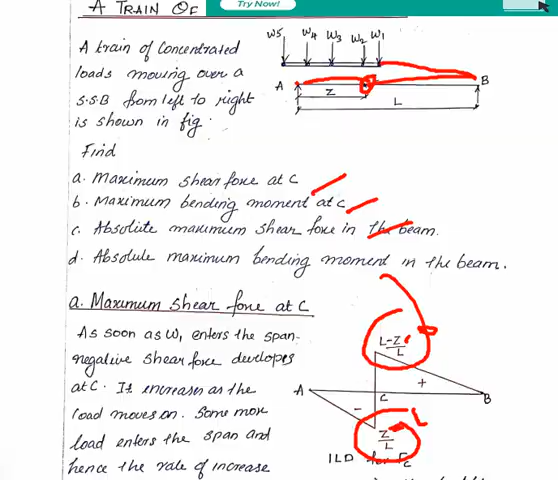 A TRAIN OF
Try Now!
A train of Concentrated
loads moving over a
S.S.B from left to right
is shown in fig.
W5 W4 W3 W2 W1
A B
Z
L
Find
a. Maximum shear force at C
b. Maximum bending moment at C
c. Absolute maximum shear force in the beam.
d. Absolute maximum bending moment in the beam.
a. Maximum shear force at C
As soon as W1 enters the span
negative shear force developes
at C. It increases as the
load moves on. Some more
load enters the span and
hence the rate of increase
L-Z
L
+
A C B
-
Z
L
L
ILD for Fc